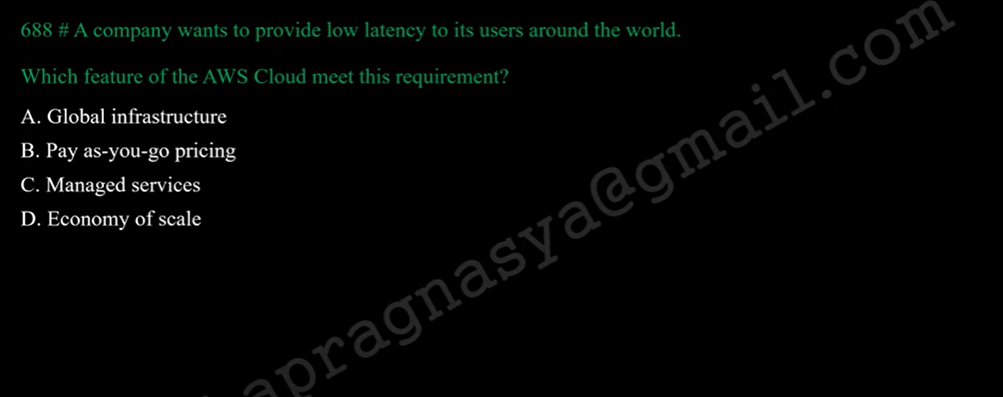 688 # A company wants to provide low latency to its users around the world.
Which feature of the AWS Cloud meet this requirement?
A. Global infrastructure
B. Pay as-you-go pricing
C. Managed services
D. Economy of scale
apragnasya@gmail.com